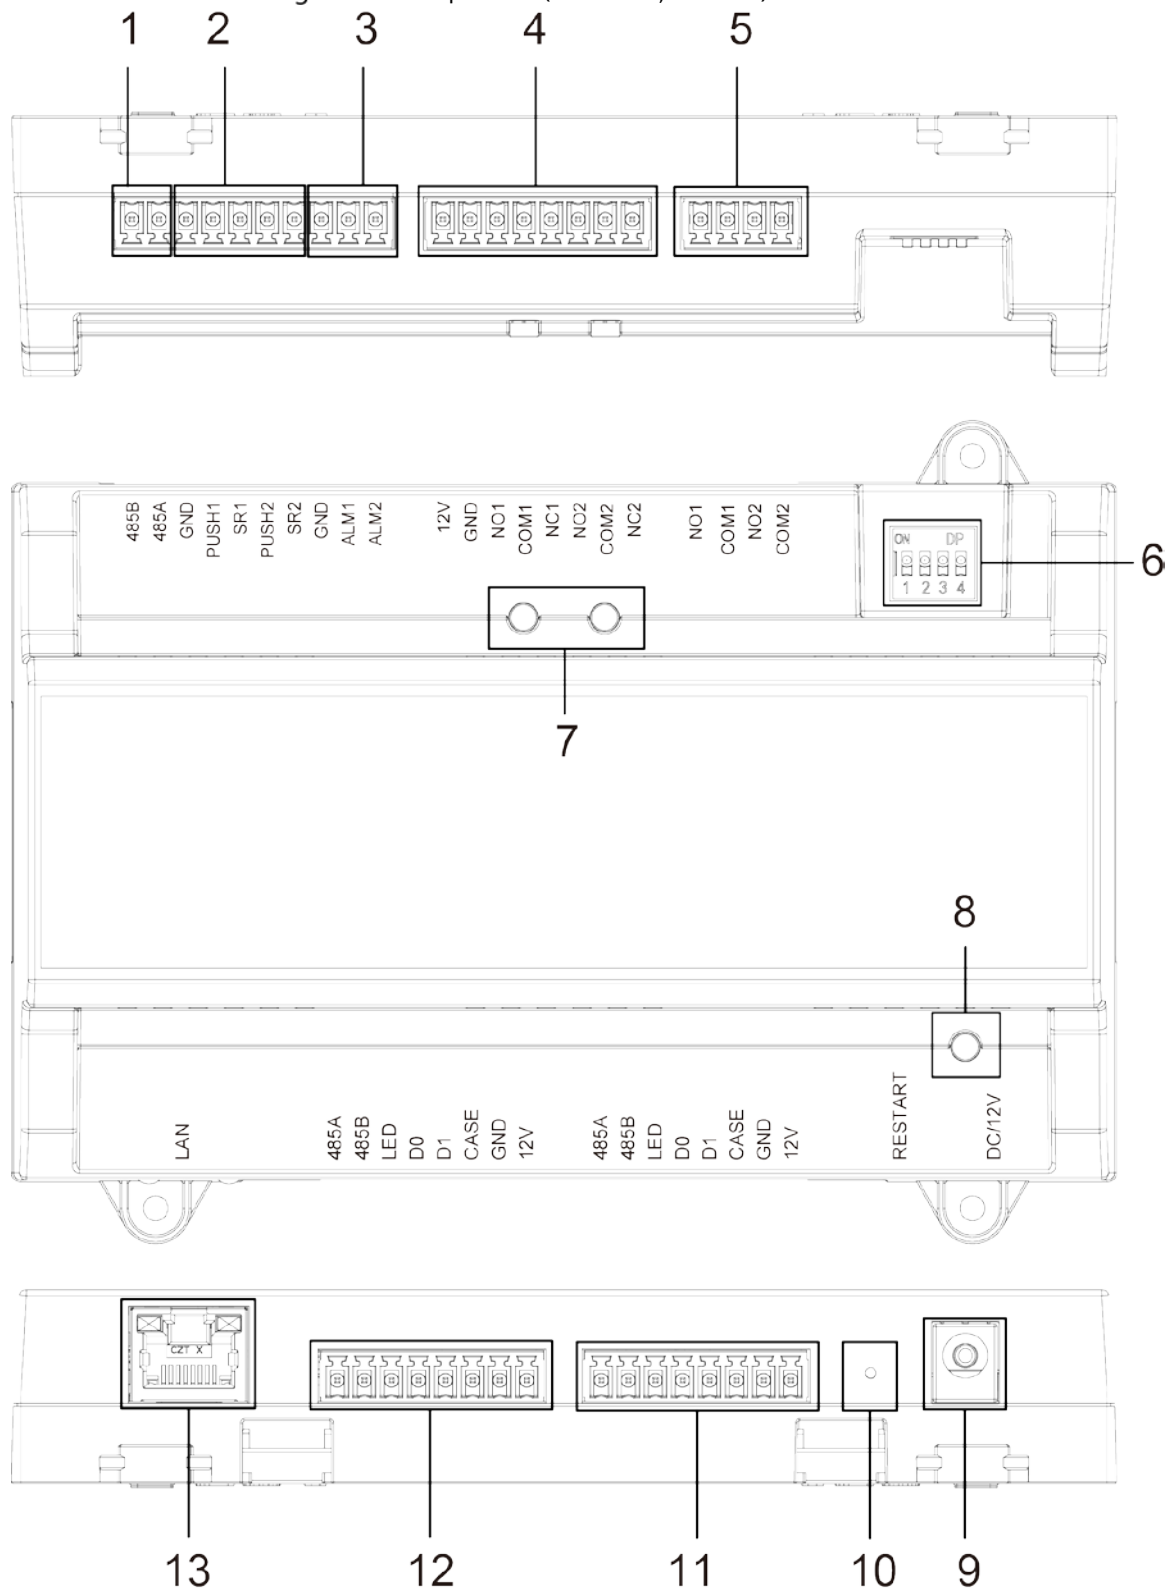 1 2 3 4 5
485B
485A
GND
PUSH1
SR1
PUSH2
SR2
GND
ALM1
ALM2
12V
GND
NO1
COM1
NC1
NO2
COM2
NC2
NO1
COM1
NO2
COM2
ON DP
1 2 3 4
6
7
8
LAN
485A
485B
LED
D0
D1
CASE
GND
12V
485A
485B
LED
D0
D1
CASE
GND
12V
RESTART
DC/12V
CZT X
13 12 11 10 9